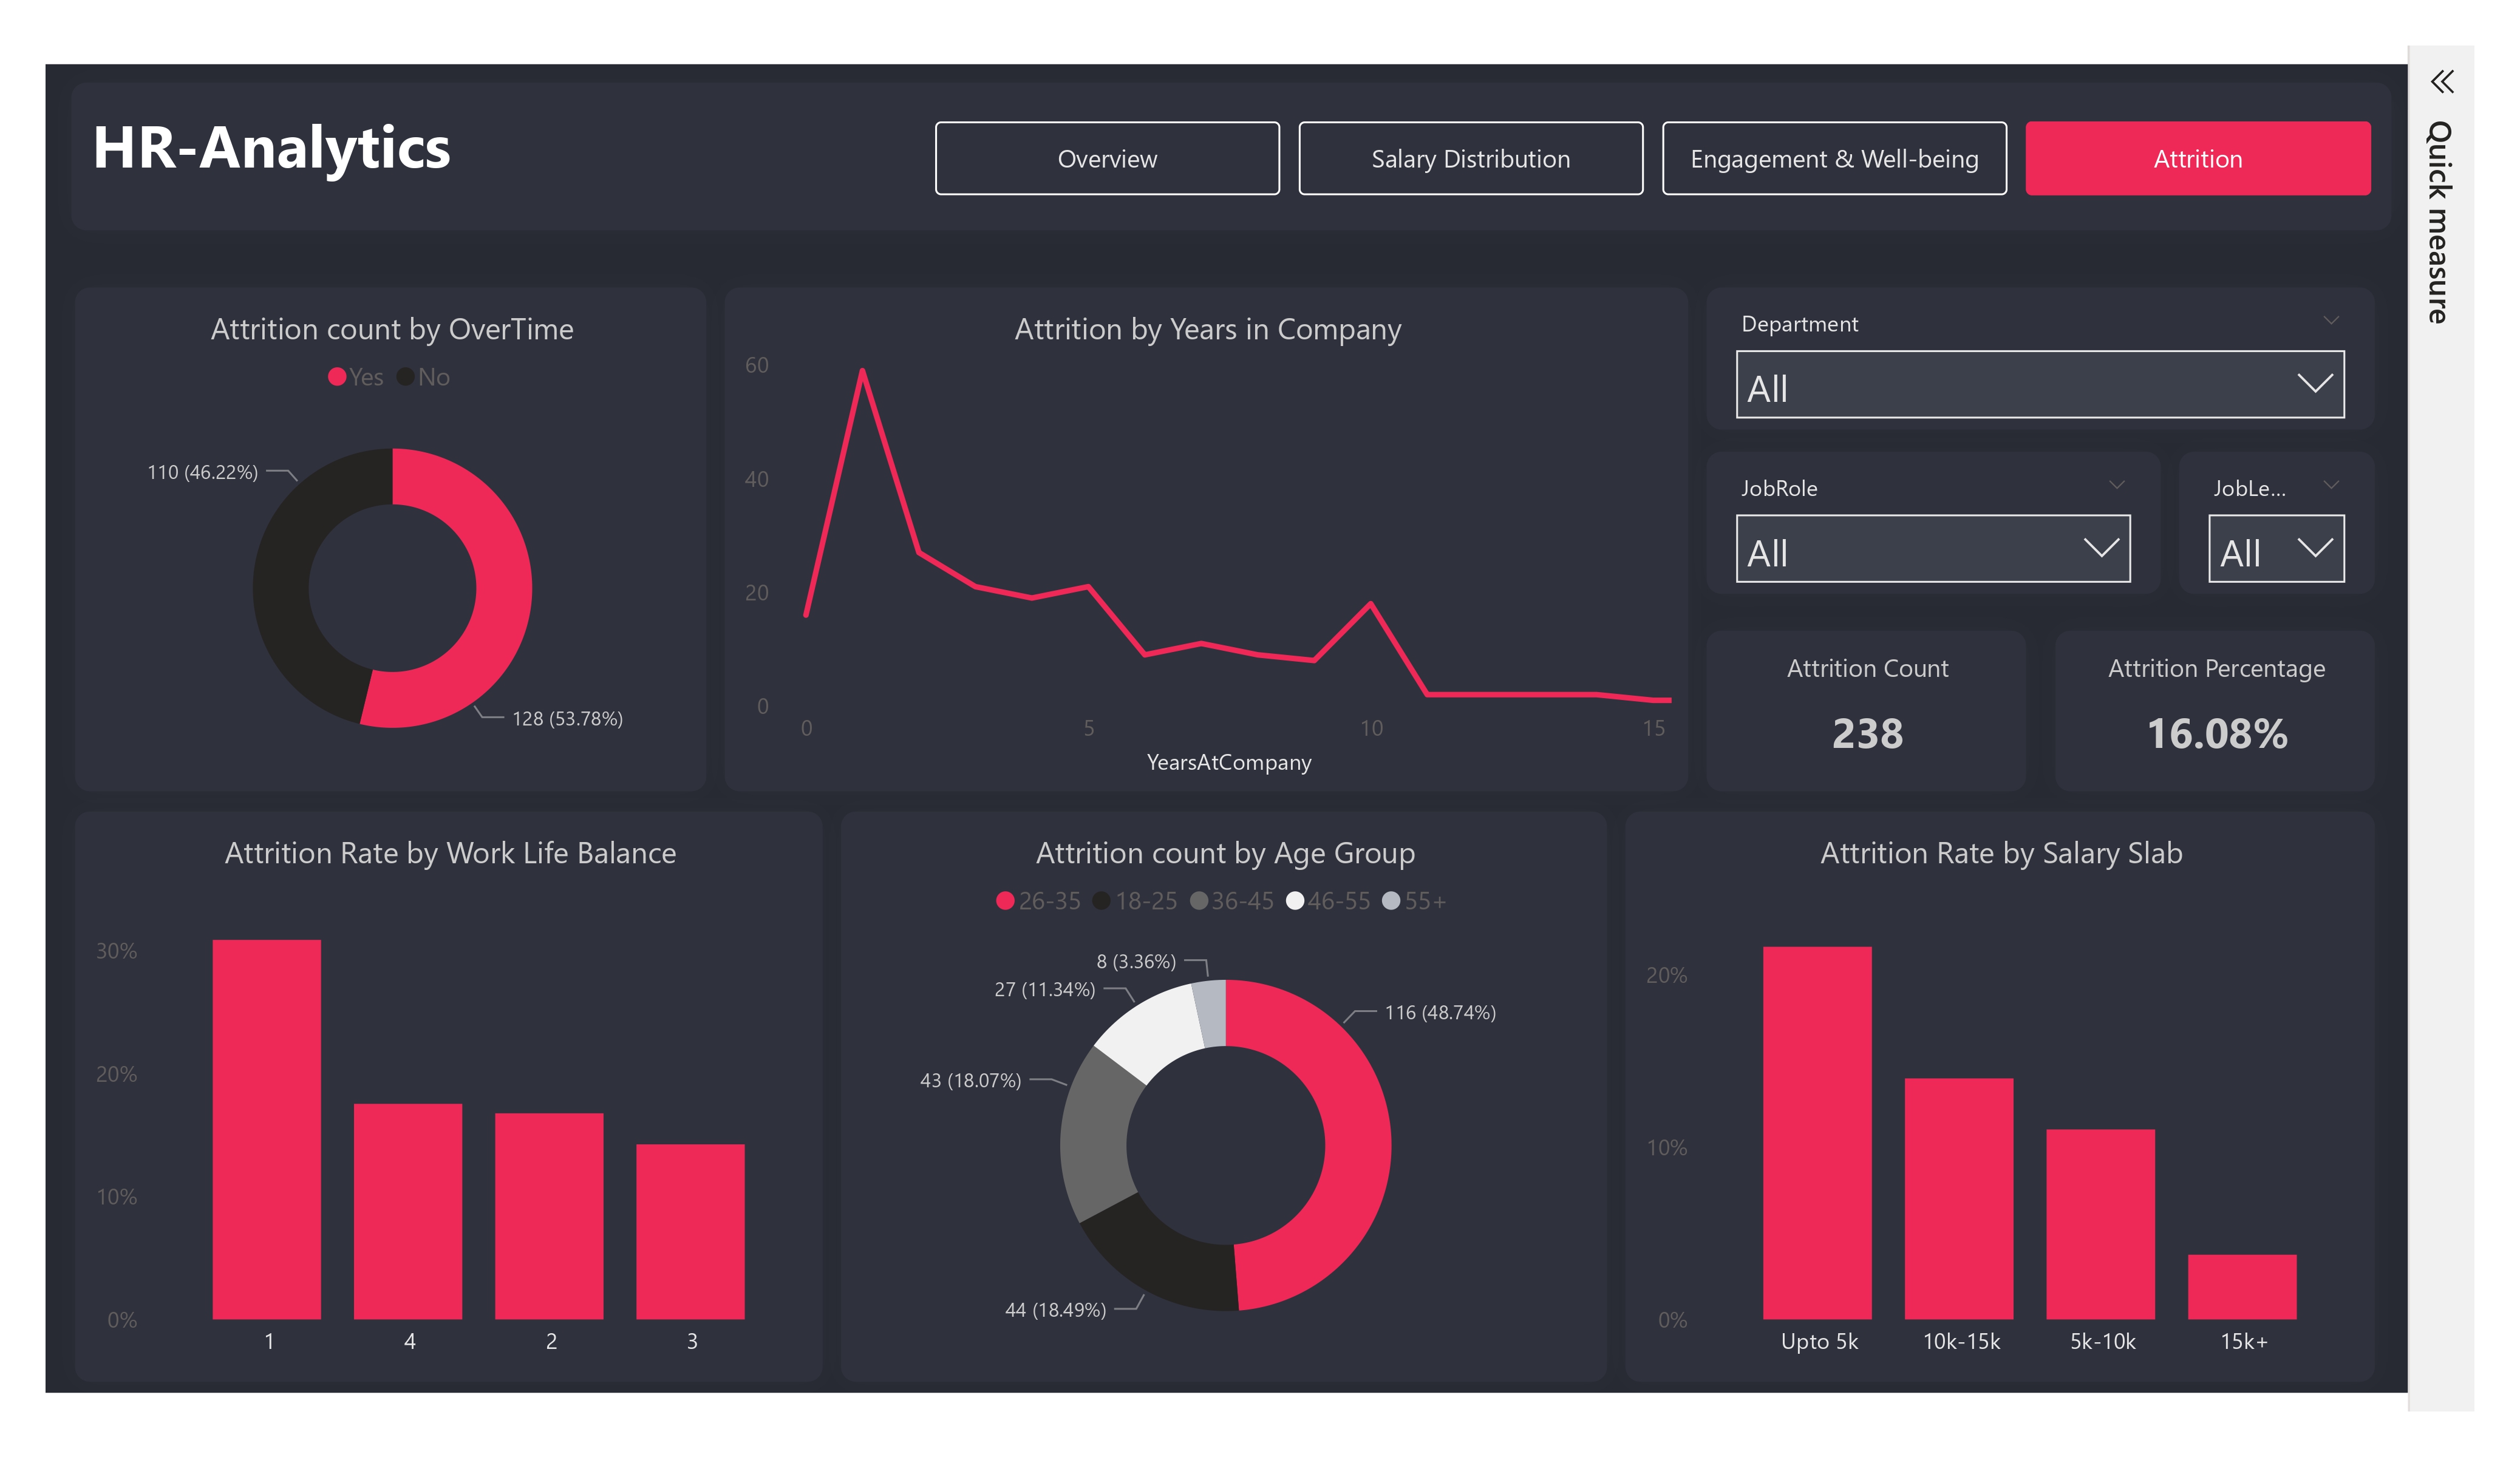 HR-Analytics
Overview
Salary Distribution
Engagement & Well-being
Attrition
Quick measure
Attrition count by OverTime
Yes No
110 (46.22%)
128 (53.78%)
Attrition by Years in Company
60
40
20
0
0 5 10 15
YearsAtCompany
Department
All
JobRole
All
JobLe...
All
Attrition Count
238
Attrition Percentage
16.08%
Attrition Rate by Work Life Balance
30%
20%
10%
0%
1 4 2 3
Attrition count by Age Group
26-35 18-25 36-45 46-55 55+
8 (3.36%)
27 (11.34%)
116 (48.74%)
43 (18.07%)
44 (18.49%)
Attrition Rate by Salary Slab
20%
10%
0%
Upto 5k 10k-15k 5k-10k 15k+